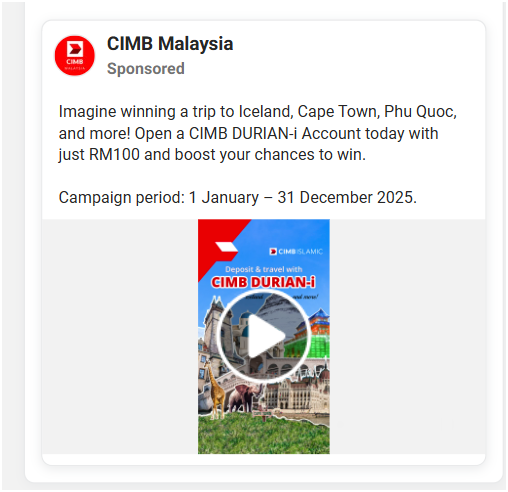 CIMB Malaysia
Sponsored
CIMB
MALAYSIA
Imagine winning a trip to Iceland, Cape Town, Phu Quoc,
and more! Open a CIMB DURIAN-i Account today with
just RM100 and boost your chances to win.
Campaign period: 1 January – 31 December 2025.
CIMB ISLAMIC
Deposit & travel with
CIMB DURIAN-i
and more!